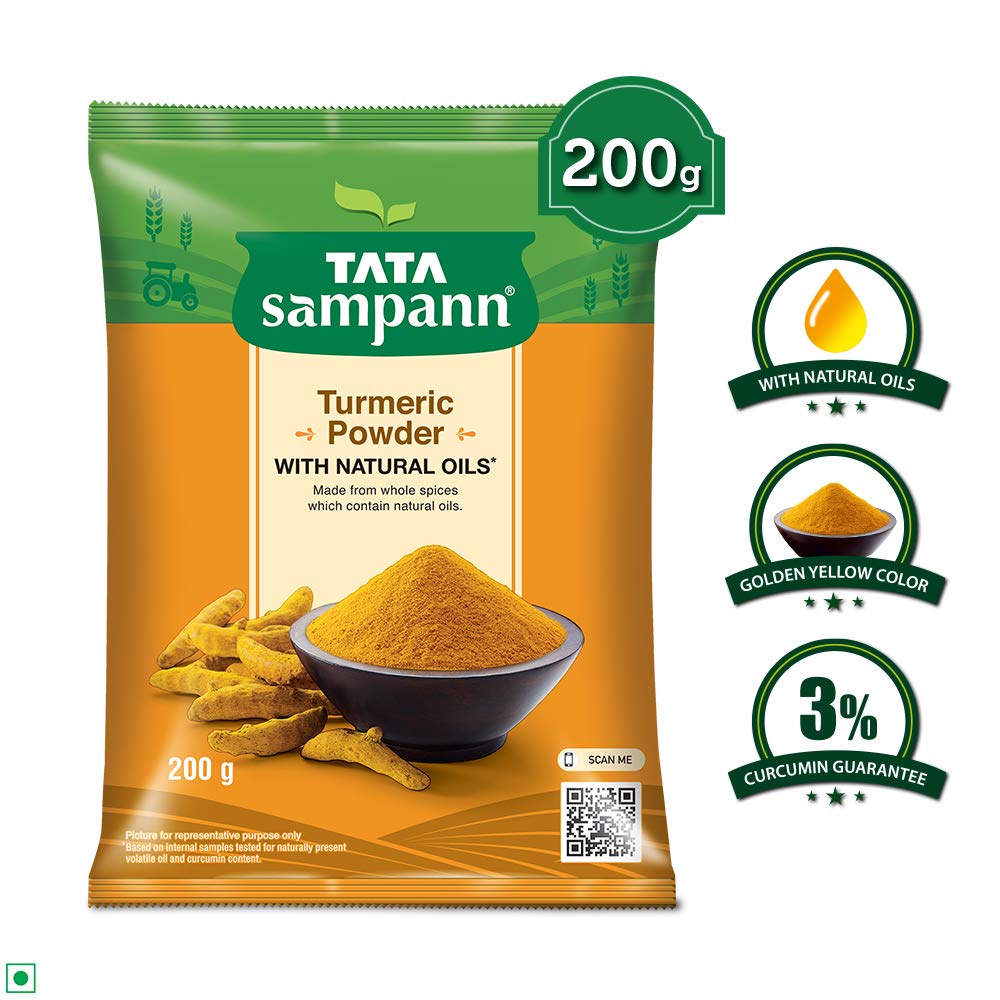 200g
TATA
sampann®
Turmeric
Powder
WITH NATURAL OILS*
Made from whole spices
which contain natural oils.
200 g
SCAN ME
Picture for representative purpose only
*Based on internal samples tested for naturally present
volatile oil and curcumin content.
WITH NATURAL OILS
GOLDEN YELLOW COLOR
3%
CURCUMIN GUARANTEE